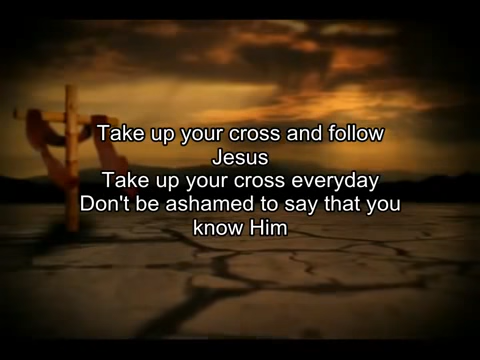 Take up your cross and follow
Jesus
Take up your cross everyday
Don't be ashamed to say that you
know Him